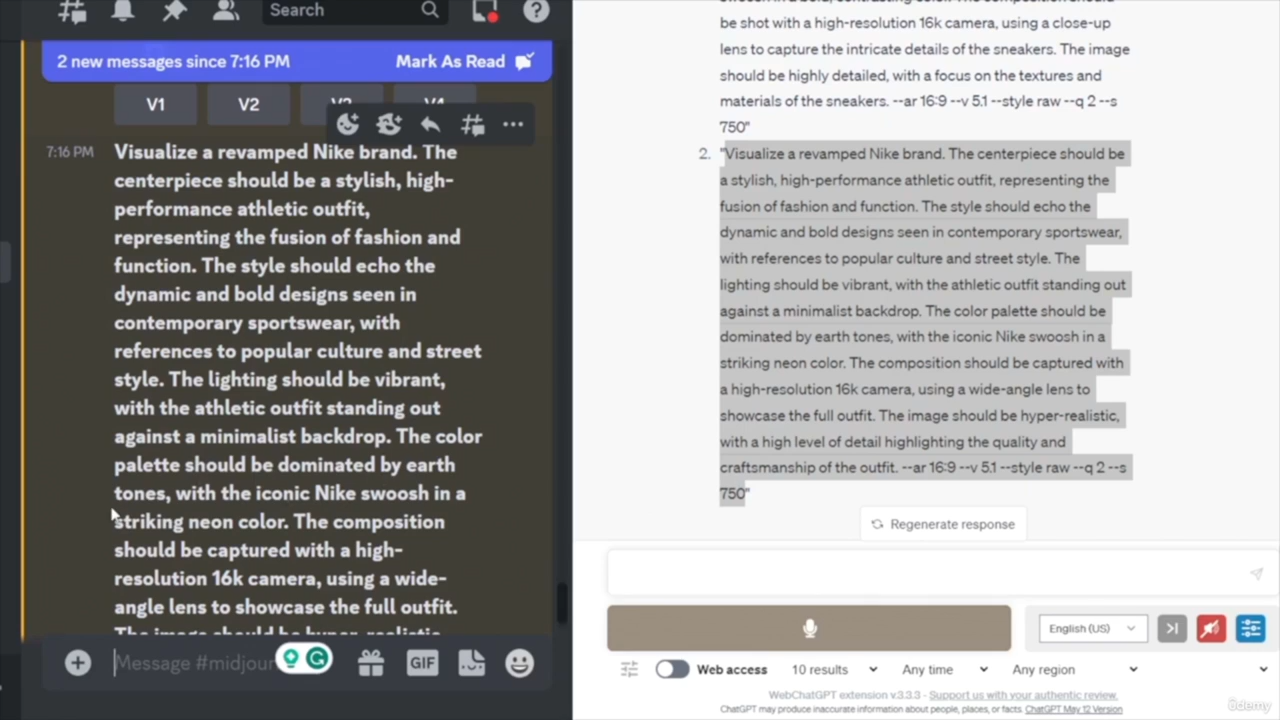 Search
2 new messages since 7:16 PM
Mark As Read
V1
V2
7:16 PM
Visualize a revamped Nike brand. The
centerpiece should be a stylish, high-
performance athletic outfit,
representing the fusion of fashion and
function. The style should echo the
dynamic and bold designs seen in
contemporary sportswear, with
references to popular culture and street
style. The lighting should be vibrant,
with the athletic outfit standing out
against a minimalist backdrop. The color
palette should be dominated by earth
tones, with the iconic Nike swoosh in a
striking neon color. The composition
should be captured with a high-
resolution 16k camera, using a wide-
angle lens to showcase the full outfit.
The image should be hyper-realistic
Message #midjour
GIF
be shot with a high-resolution 16k camera, using a close-up
lens to capture the intricate details of the sneakers. The image
should be highly detailed, with a focus on the textures and
materials of the sneakers. --ar 16:9 --v 5.1 --style raw --q 2 --s
750"
2. "Visualize a revamped Nike brand. The centerpiece should be
a stylish, high-performance athletic outfit, representing the
fusion of fashion and function. The style should echo the
dynamic and bold designs seen in contemporary sportswear,
with references to popular culture and street style. The
lighting should be vibrant, with the athletic outfit standing out
against a minimalist backdrop. The color palette should be
dominated by earth tones, with the iconic Nike swoosh in a
striking neon color. The composition should be captured with
a high-resolution 16k camera, using a wide-angle lens to
showcase the full outfit. The image should be hyper-realistic,
with a high level of detail highlighting the quality and
craftsmanship of the outfit. --ar 16:9 --v 5.1 --style raw --q 2 --s
750"
Regenerate response
English (US)
Web access
10 results
Any time
Any region
WebChatGPT extension v.3.3.3 · Support us with your authentic review.
ChatGPT may produce inaccurate information about people, places, or facts. ChatGPT May 12 Version
ûdemy